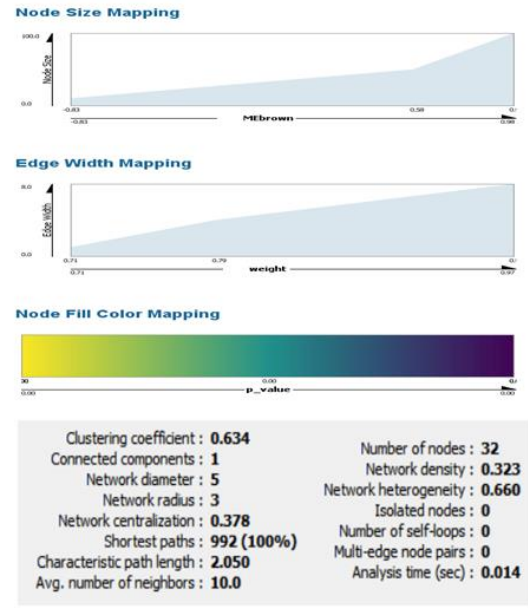 Node Size Mapping
100.0
Node Size
0.0
-0.83
0.58
0.
-0.83
MEbrown
0.98
Edge Width Mapping
8.0
Edge Width
0.0
0.71
0.79
0.
0.71
weight
0.97
Node Fill Color Mapping
0.00
0.00
p_value
0.00
Clustering coefficient : 0.634
Connected components : 1
Network diameter : 5
Network radius : 3
Network centralization : 0.378
Shortest paths : 992 (100%)
Characteristic path length : 2.050
Avg. number of neighbors : 10.0
Number of nodes : 32
Network density : 0.323
Network heterogeneity : 0.660
Isolated nodes : 0
Number of self-loops : 0
Multi-edge node pairs : 0
Analysis time (sec) : 0.014